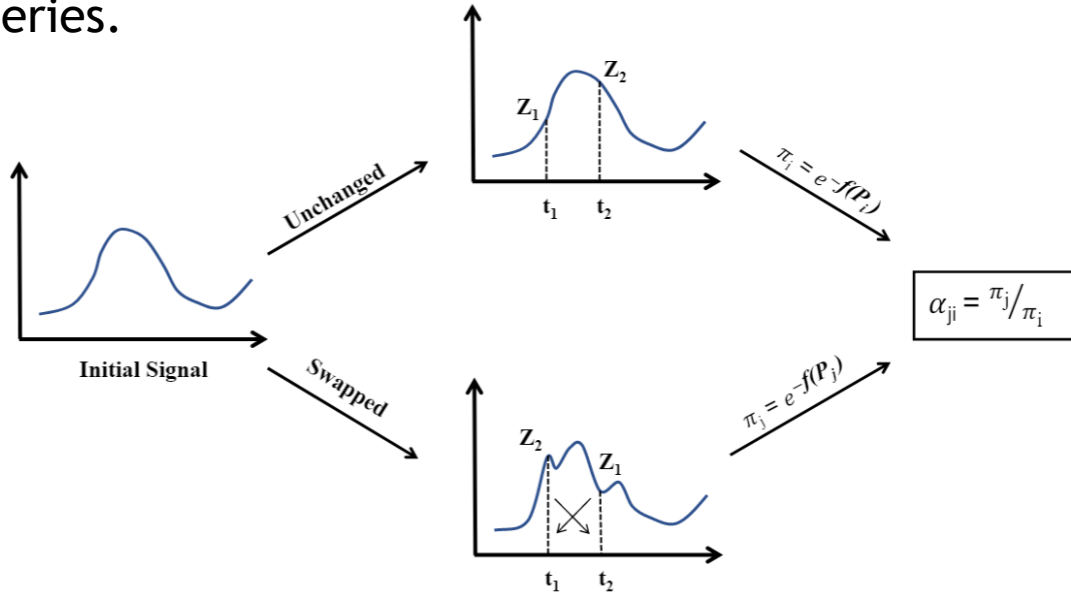 eries.
Z₂
Z₁
t₁ t₂
Unchanged
πᵢ = e⁻f(Pᵢ)
Initial Signal
αⱼᵢ = πⱼ/πᵢ
Swapped
πⱼ = e⁻f(Pⱼ)
Z₂
Z₁
t₁ t₂